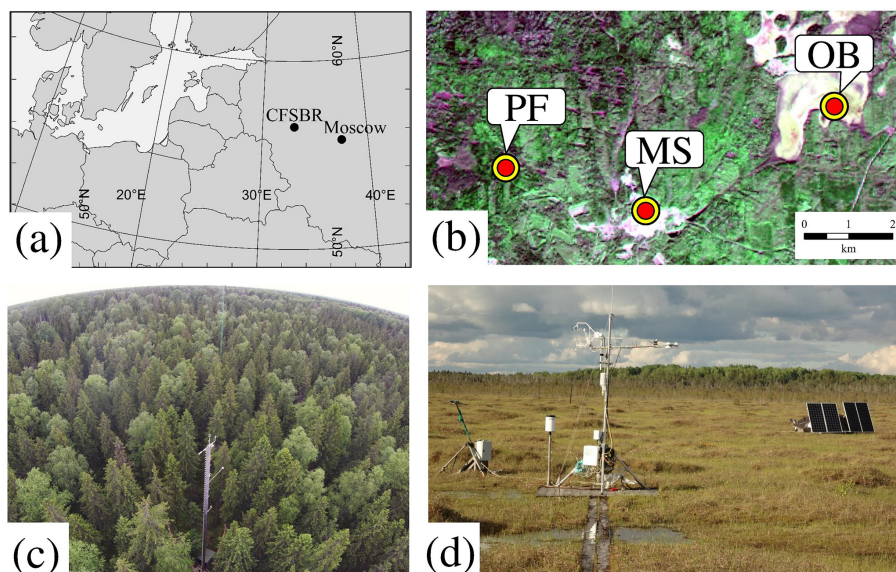 60°N
CFSBR
Moscow
20°E
30°E
40°E
50°N
50°N
(a)
OB
PF
MS
0 1 2
km
(b)
(c)
(d)